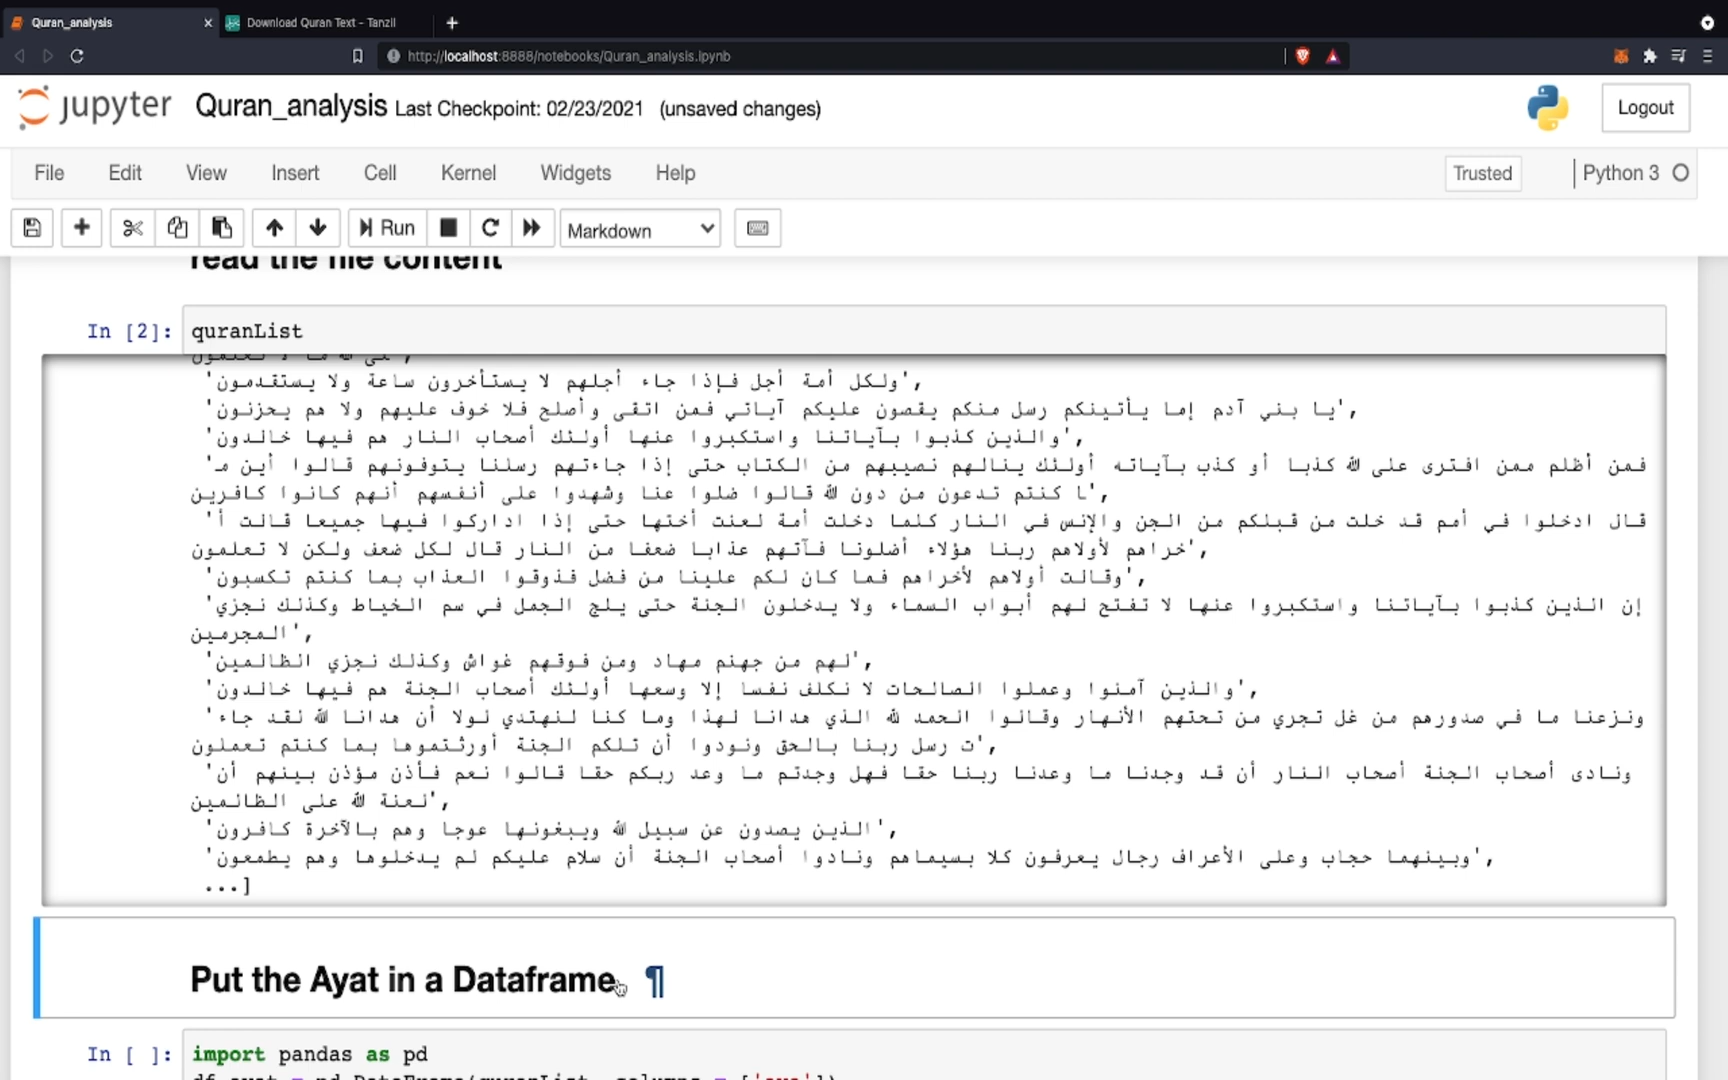 Quran_analysis
Download Quran Text - Tanzil
http://localhost:8888/notebooks/Quran_analysis.ipynb
jupyter Quran_analysis Last Checkpoint: 02/23/2021 (unsaved changes)
Logout
File Edit View Insert Cell Kernel Widgets Help
Trusted
Python 3
Run
Markdown
read the file content
In [2]: quranList
'ولكل أمة أجل فإذا جاء أجلهم لا يستأخرون ساعة ولا يستقدمون',
'يا بني آدم إما يأتينكم رسل منكم يقصون عليكم آياتي فمن اتقى وأصلح فلا خوف عليهم ولا هم يحزنون',
'والذين كذبوا بآياتنا واستكبروا عنها أولئك أصحاب النار هم فيها خالدون',
'فمن أظلم ممن افترى على الله كذبا أو كذب بآياته أولئك ينالهم نصيبهم من الكتاب حتى إذا جاءتهم رسلنا يتوفونهم قالوا أين م
ا كنتم تدعون من دون الله قالوا ضلوا عنا وشهدوا على أنفسهم أنهم كانوا كافرين',
'قال ادخلوا في أمم قد خلت من قبلكم من الجن والإنس في النار كلما دخلت أمة لعنت أختها حتى إذا اداركوا فيها جميعا قالت أ
خراهم لأولاهم ربنا هؤلاء أضلونا فآتهم عذابا ضعفا من النار قال لكل ضعف ولكن لا تعلمون',
'وقالت أولاهم لأخراهم فما كان لكم علينا من فضل فذوقوا العذاب بما كنتم تكسبون',
'إن الذين كذبوا بآياتنا واستكبروا عنها لا تفتح لهم أبواب السماء ولا يدخلون الجنة حتى يلج الجمل في سم الخياط وكذلك نجزي
المجرمين',
'لهم من جهنم مهاد ومن فوقهم غواش وكذلك نجزي الظالمين',
'والذين آمنوا وعملوا الصالحات لا نكلف نفسا إلا وسعها أولئك أصحاب الجنة هم فيها خالدون',
'ونزعنا ما في صدورهم من غل تجري من تحتهم الأنهار وقالوا الحمد لله الذي هدانا لهذا وما كنا لنهتدي لولا أن هدانا الله لقد جاء
ت رسل ربنا بالحق ونودوا أن تلكم الجنة أورثتموها بما كنتم تعملون',
'ونادى أصحاب الجنة أصحاب النار أن قد وجدنا ما وعدنا ربنا حقا فهل وجدتم ما وعد ربكم حقا قالوا نعم فأذن مؤذن بينهم أن
لعنة الله على الظالمين',
'الذين يصدون عن سبيل الله ويبغونها عوجا وهم بالآخرة كافرون',
'وبينهما حجاب وعلى الأعراف رجال يعرفون كلا بسيماهم ونادوا أصحاب الجنة أن سلام عليكم لم يدخلوها وهم يطمعون',
...]
Put the Ayat in a Dataframe ¶
In [ ]: import pandas as pd